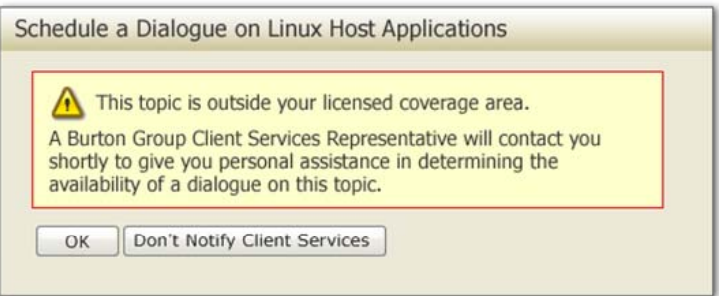 Schedule a Dialogue on Linux Host Applications
This topic is outside your licensed coverage area.
A Burton Group Client Services Representative will contact you
shortly to give you personal assistance in determining the
availability of a dialogue on this topic.
OK
Don't Notify Client Services